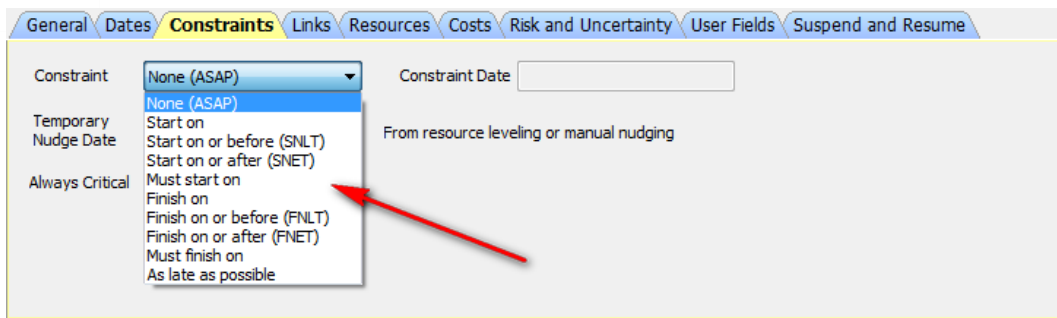 General Dates Constraints Links Resources Costs Risk and Uncertainty User Fields Suspend and Resume
Constraint None (ASAP) Constraint Date
None (ASAP)
Start on
Start on or before (SNLT)
Start on or after (SNET)
Must start on
Finish on
Finish on or before (FNLT)
Finish on or after (FNET)
Must finish on
As late as possible
Temporary
Nudge Date
From resource leveling or manual nudging
Always Critical